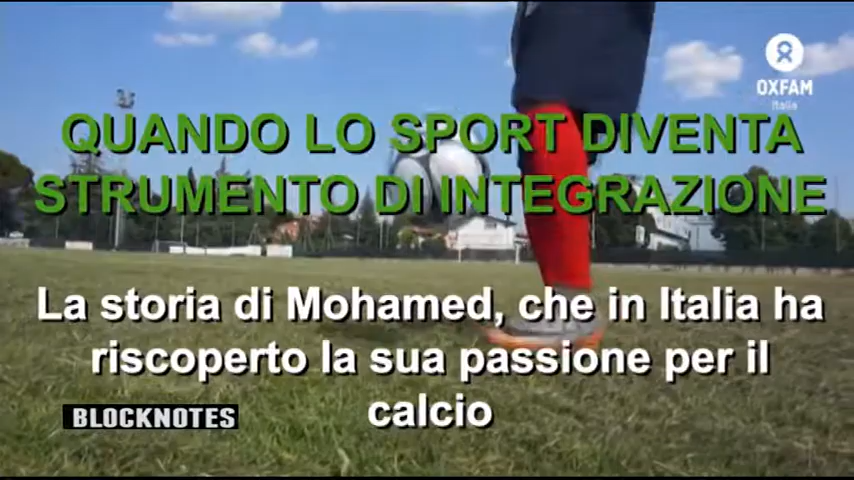 OXFAM
Italia
QUANDO LO SPORT DIVENTA
STRUMENTO DI INTEGRAZIONE
La storia di Mohamed, che in Italia ha
riscoperto la sua passione per il
calcio
BLOCKNOTES